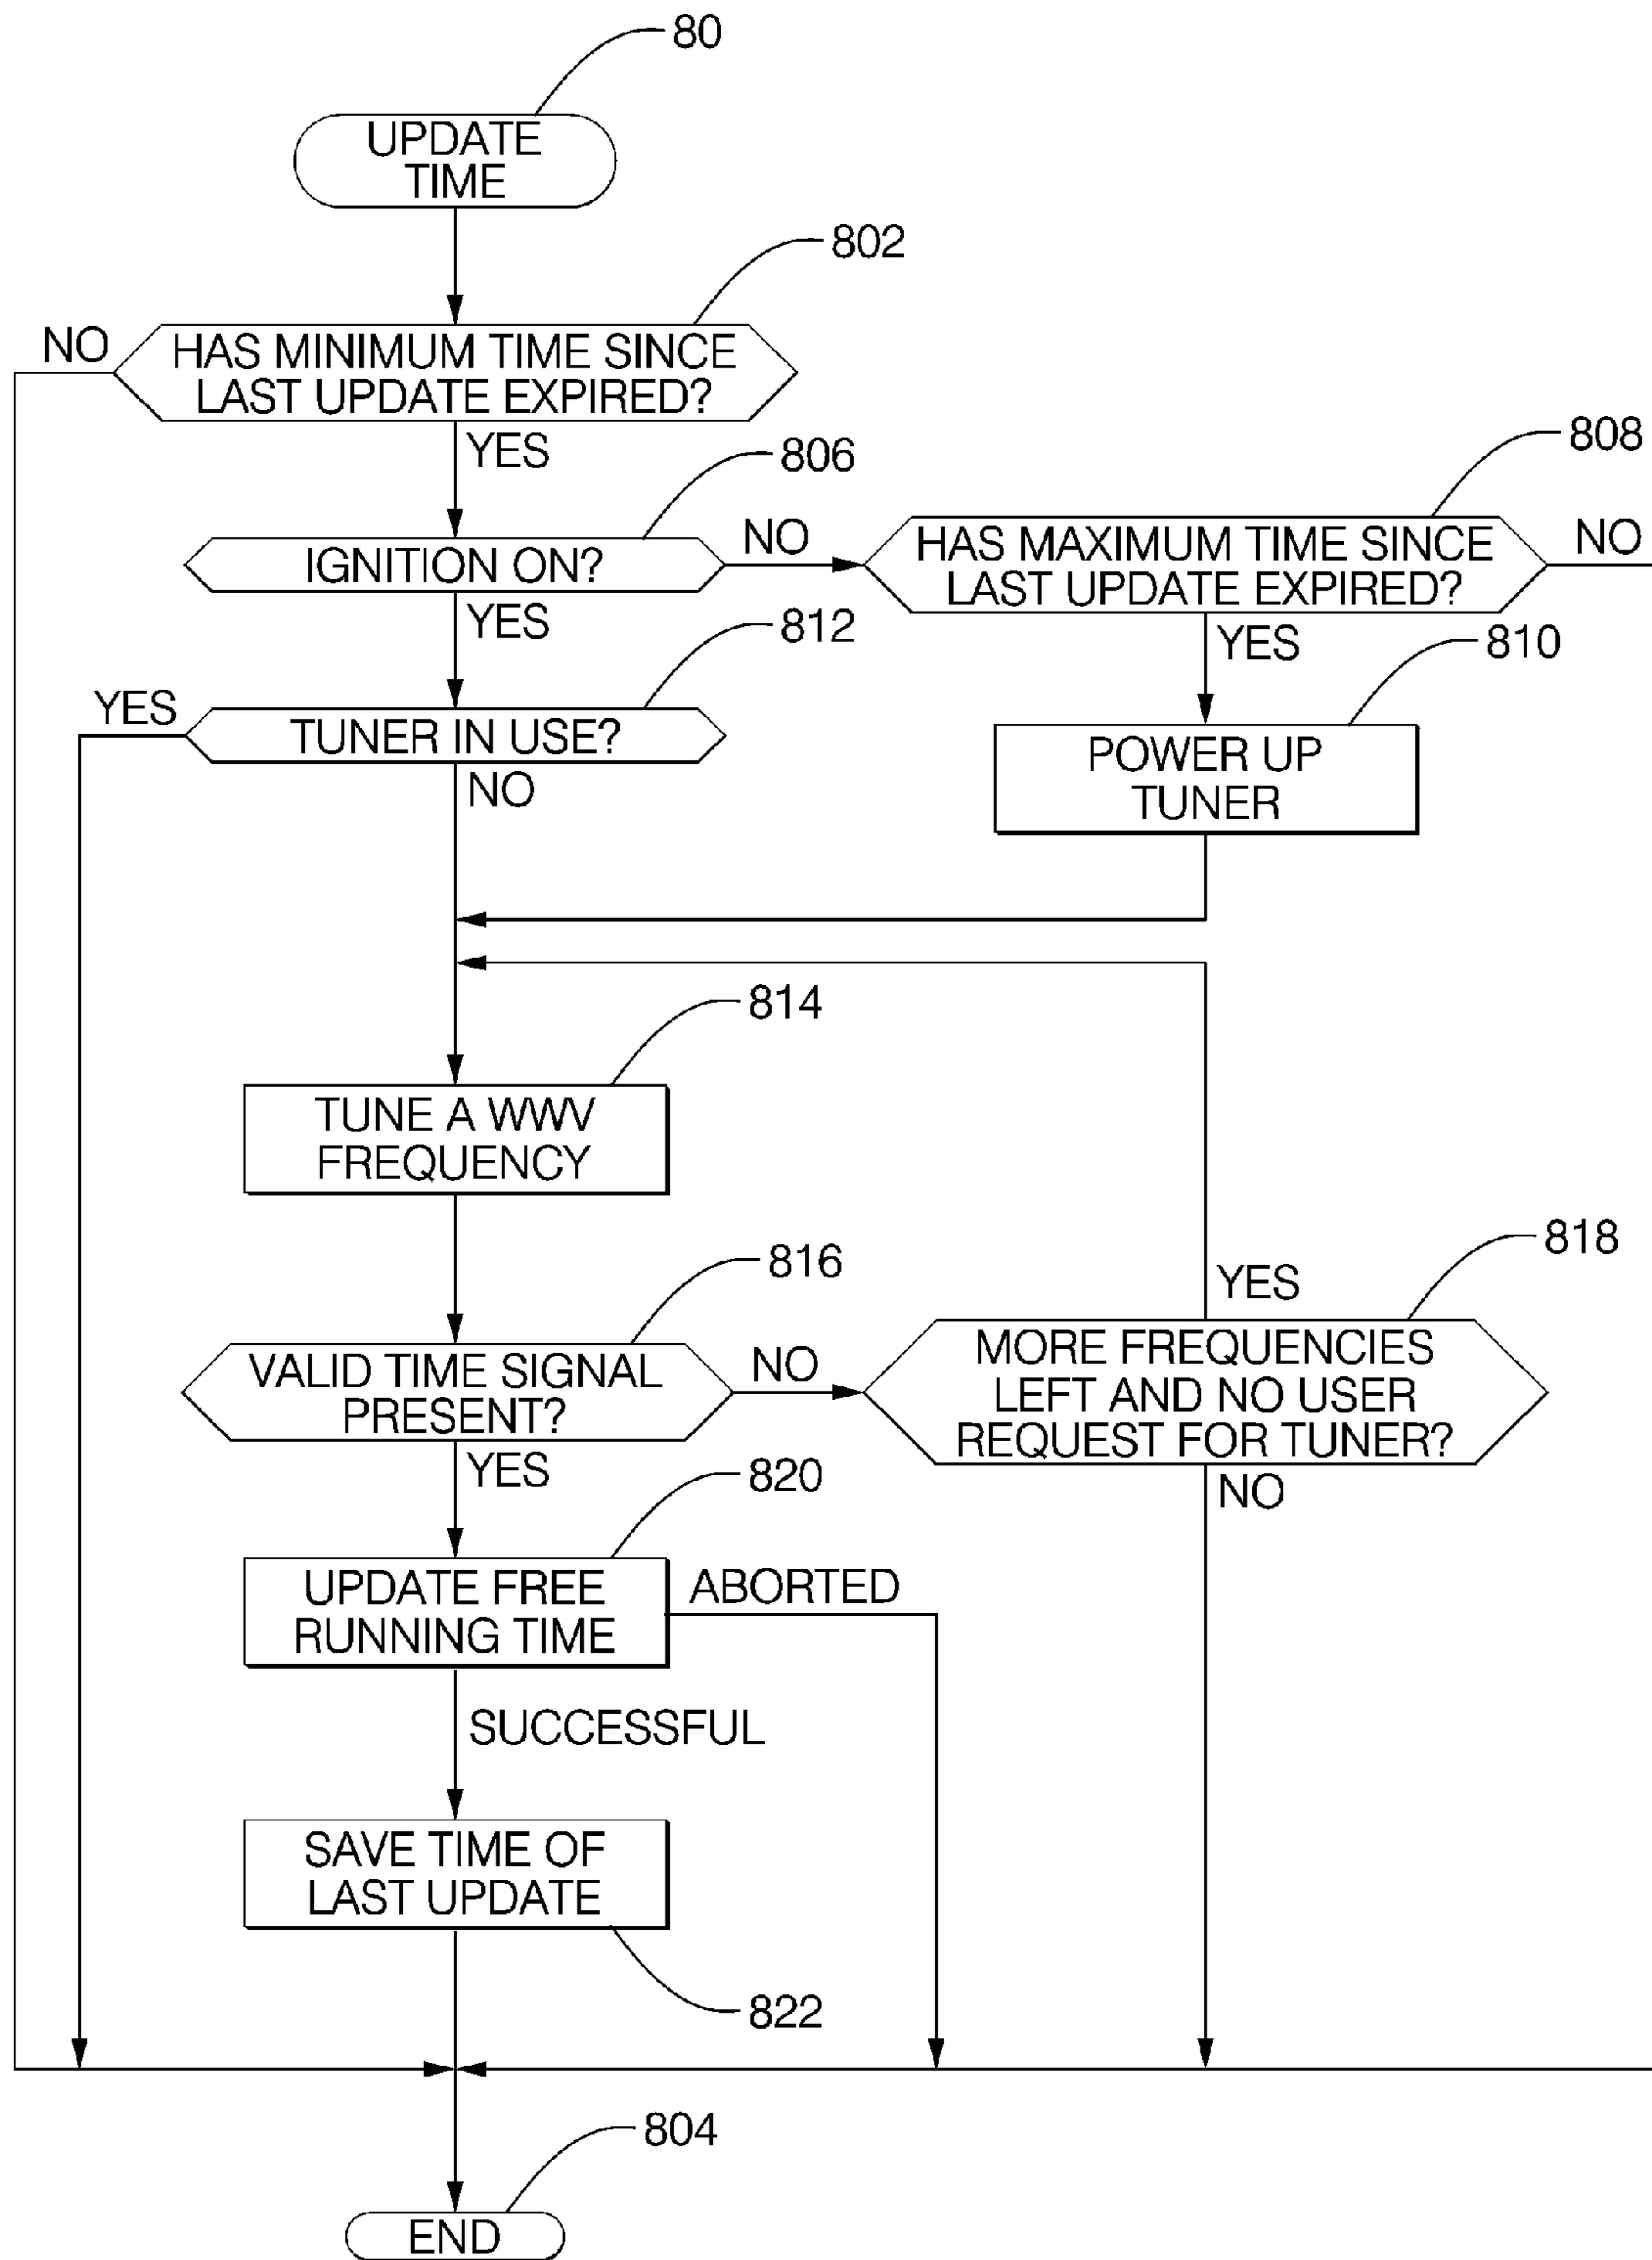 80
UPDATE
TIME
802
NO
HAS MINIMUM TIME SINCE
LAST UPDATE EXPIRED?
YES
806
808
IGNITION ON?
NO
HAS MAXIMUM TIME SINCE
LAST UPDATE EXPIRED?
NO
YES
812
YES
810
YES
TUNER IN USE?
NO
POWER UP
TUNER
814
TUNE A WWV
FREQUENCY
816
818
YES
VALID TIME SIGNAL
PRESENT?
NO
MORE FREQUENCIES
LEFT AND NO USER
REQUEST FOR TUNER?
YES
NO
820
UPDATE FREE
RUNNING TIME
ABORTED
SUCCESSFUL
SAVE TIME OF
LAST UPDATE
822
804
END